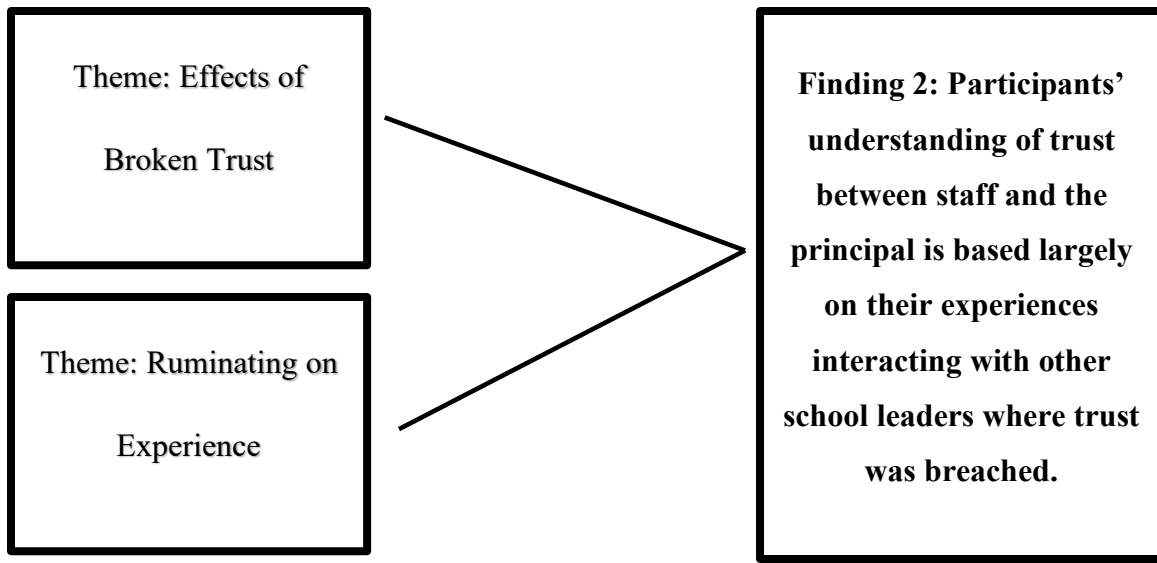 Theme: Effects of
Broken Trust
Theme: Ruminating on
Experience
Finding 2: Participants’
understanding of trust
between staff and the
principal is based largely
on their experiences
interacting with other
school leaders where trust
was breached.